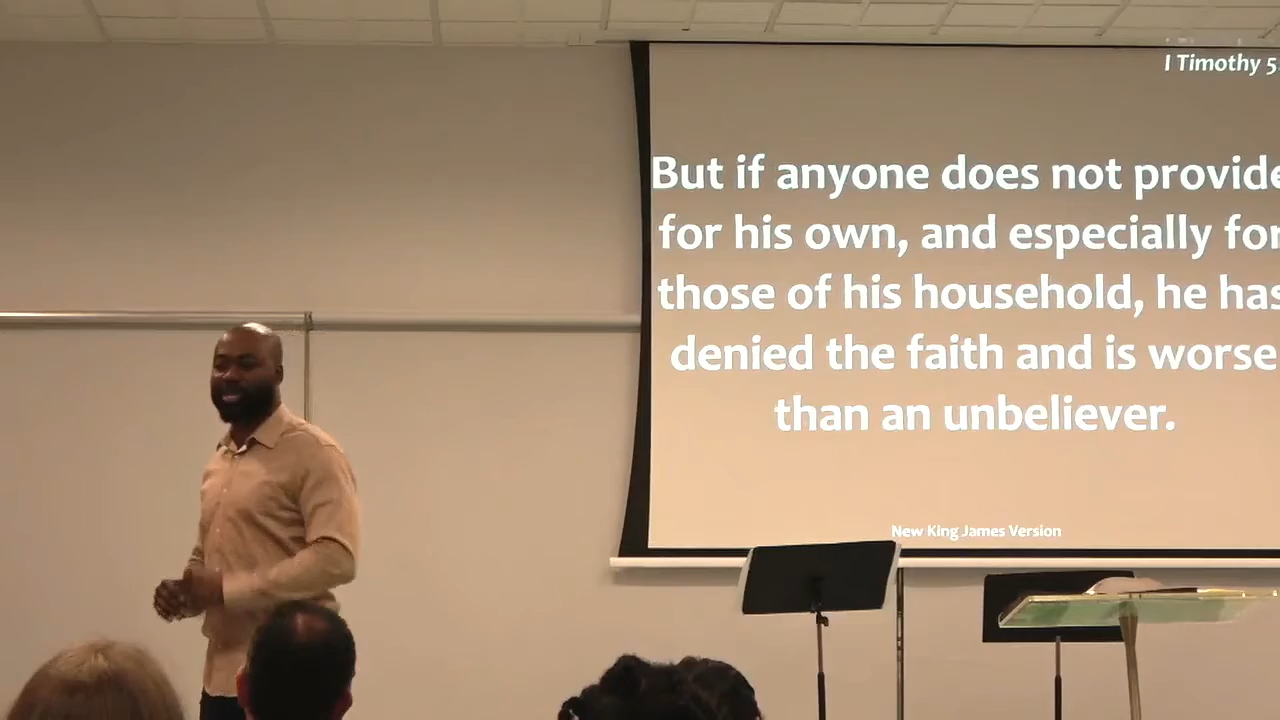 I Timothy 5
But if anyone does not provide
for his own, and especially for
those of his household, he has
denied the faith and is worse
than an unbeliever.
New King James Version